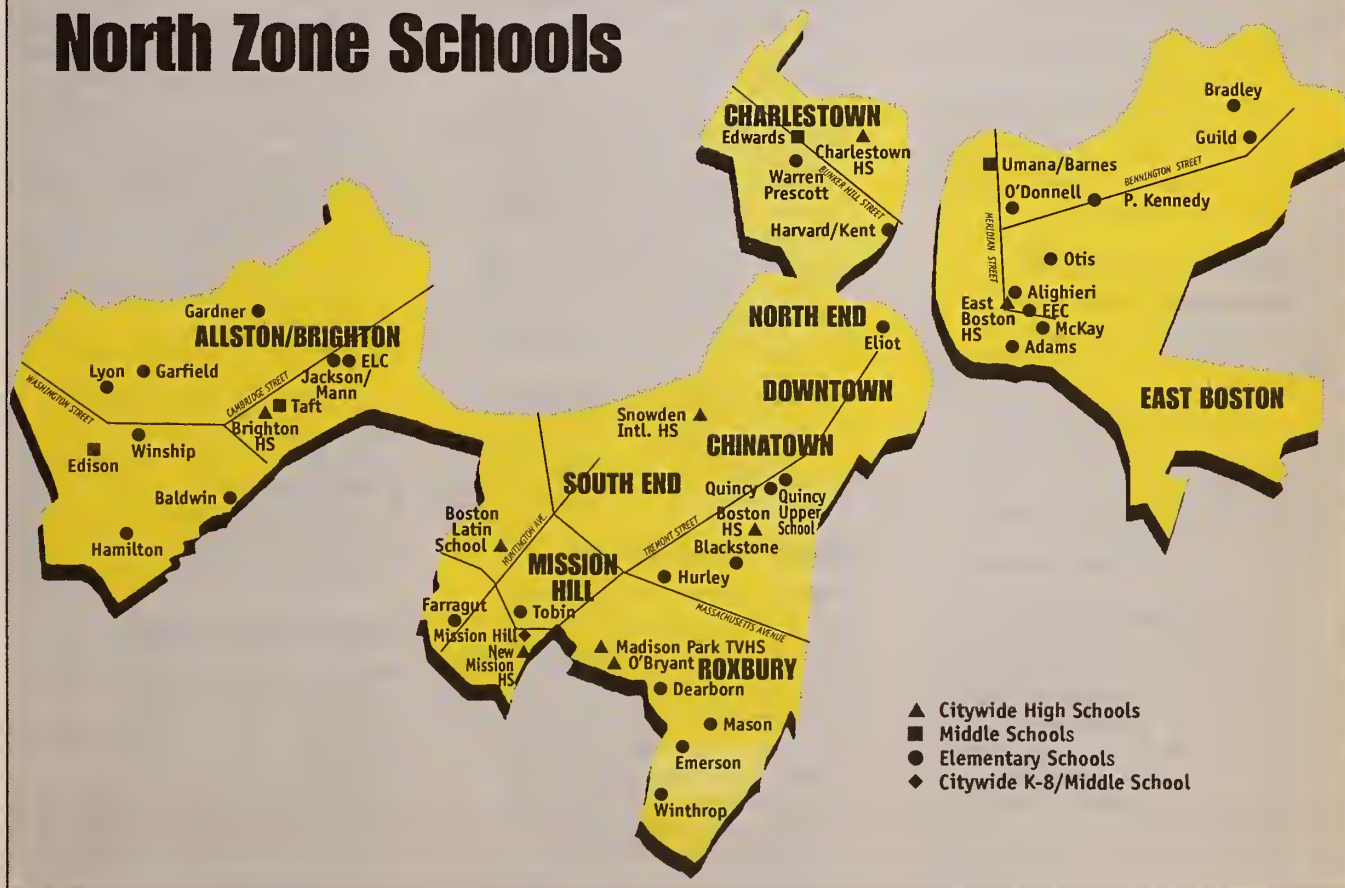 North Zone Schools
CHARLESTOWN
Edwards
Charlestown
HS
Warren
Prescott
BUNKER HILL STREET
Harvard/Kent
Bradley
Guild
BENNINGTON STREET
Umana/Barnes
O'Donnell
P. Kennedy
MERIDIAN STREET
Otis
Alighieri
East
Boston
HS
EEC
McKay
Adams
EAST BOSTON
Gardner
ALLSTON/BRIGHTON
Lyon
Garfield
ELC
Jackson/
Mann
WASHINGTON STREET
CAMBRIDGE STREET
Taft
Brighton
HS
Winship
Edison
Baldwin
Hamilton
NORTH END
Eliot
DOWNTOWN
Snowden
Intl. HS
CHINATOWN
SOUTH END
Quincy
Quincy
Upper
School
Boston
HS
Blackstone
Boston
Latin
School
HUNTINGTON AVE
TREMONT STREET
MISSION
HILL
Hurley
MASSACHUSETTS AVENUE
Farragut
Tobin
Mission Hill
New
Mission
HS
Madison Park TVHS
O'Bryant
ROXBURY
Dearborn
Mason
Emerson
Winthrop
Citywide High Schools
Middle Schools
Elementary Schools
Citywide K-8/Middle School